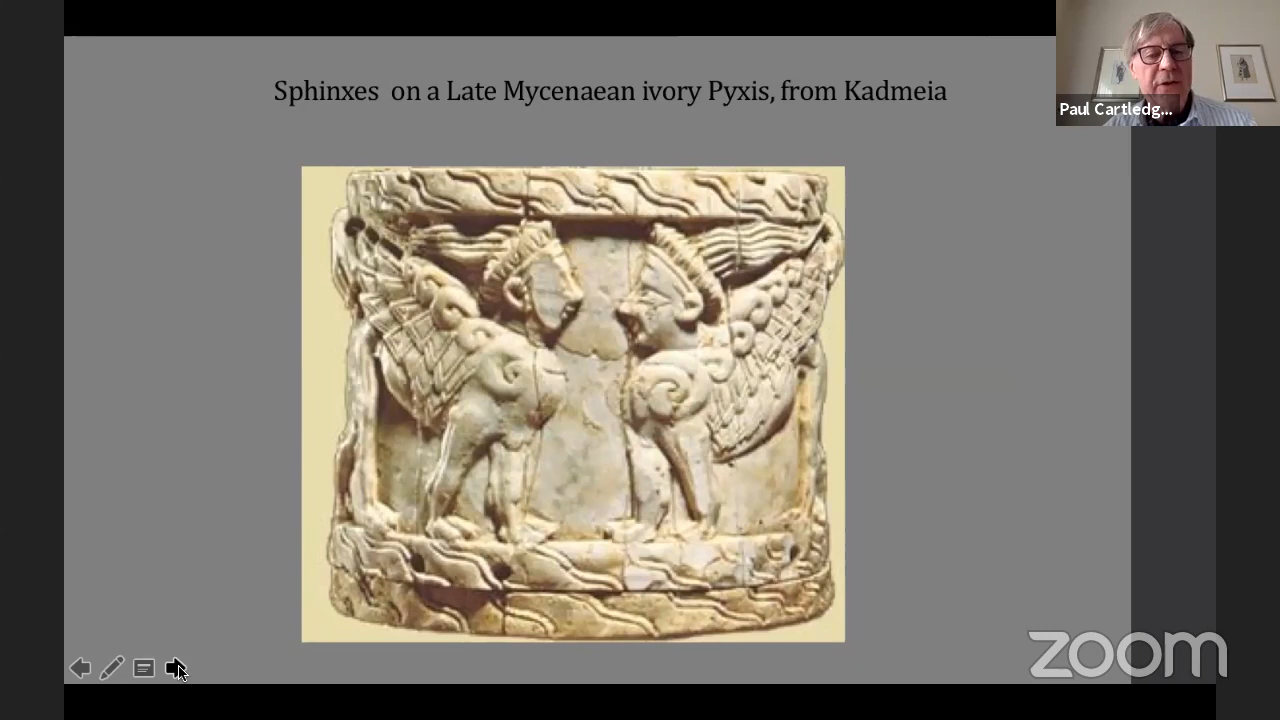 Sphinxes on a Late Mycenaean ivory Pyxis, from Kadmeia
Paul Cartledg...
zoom